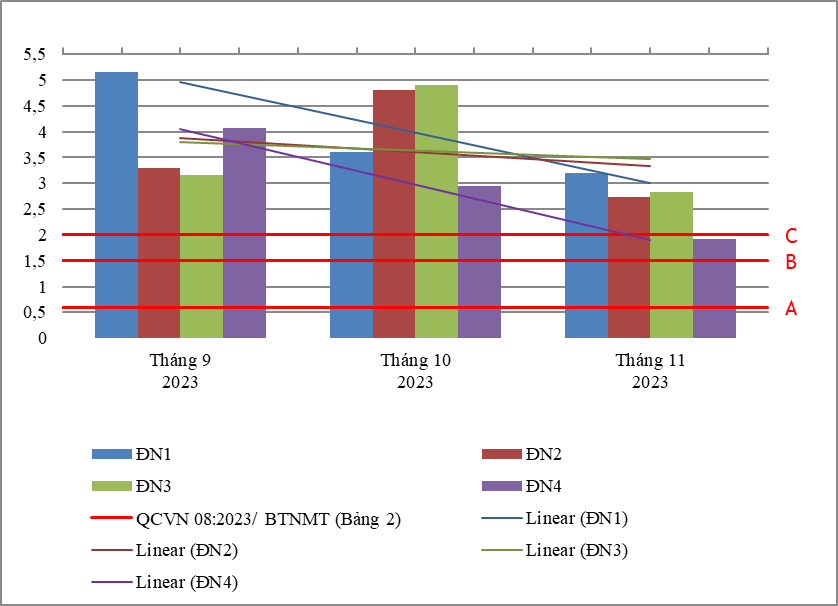 5,5
5
4,5
4
3,5
3
2,5
2
1,5
1
0,5
0
C
B
A
Tháng 9
2023
Tháng 10
2023
Tháng 11
2023
ĐN1
ĐN2
ĐN3
ĐN4
QCVN 08:2023/ BTNMT (Bảng 2)
Linear (ĐN1)
Linear (ĐN2)
Linear (ĐN3)
Linear (ĐN4)